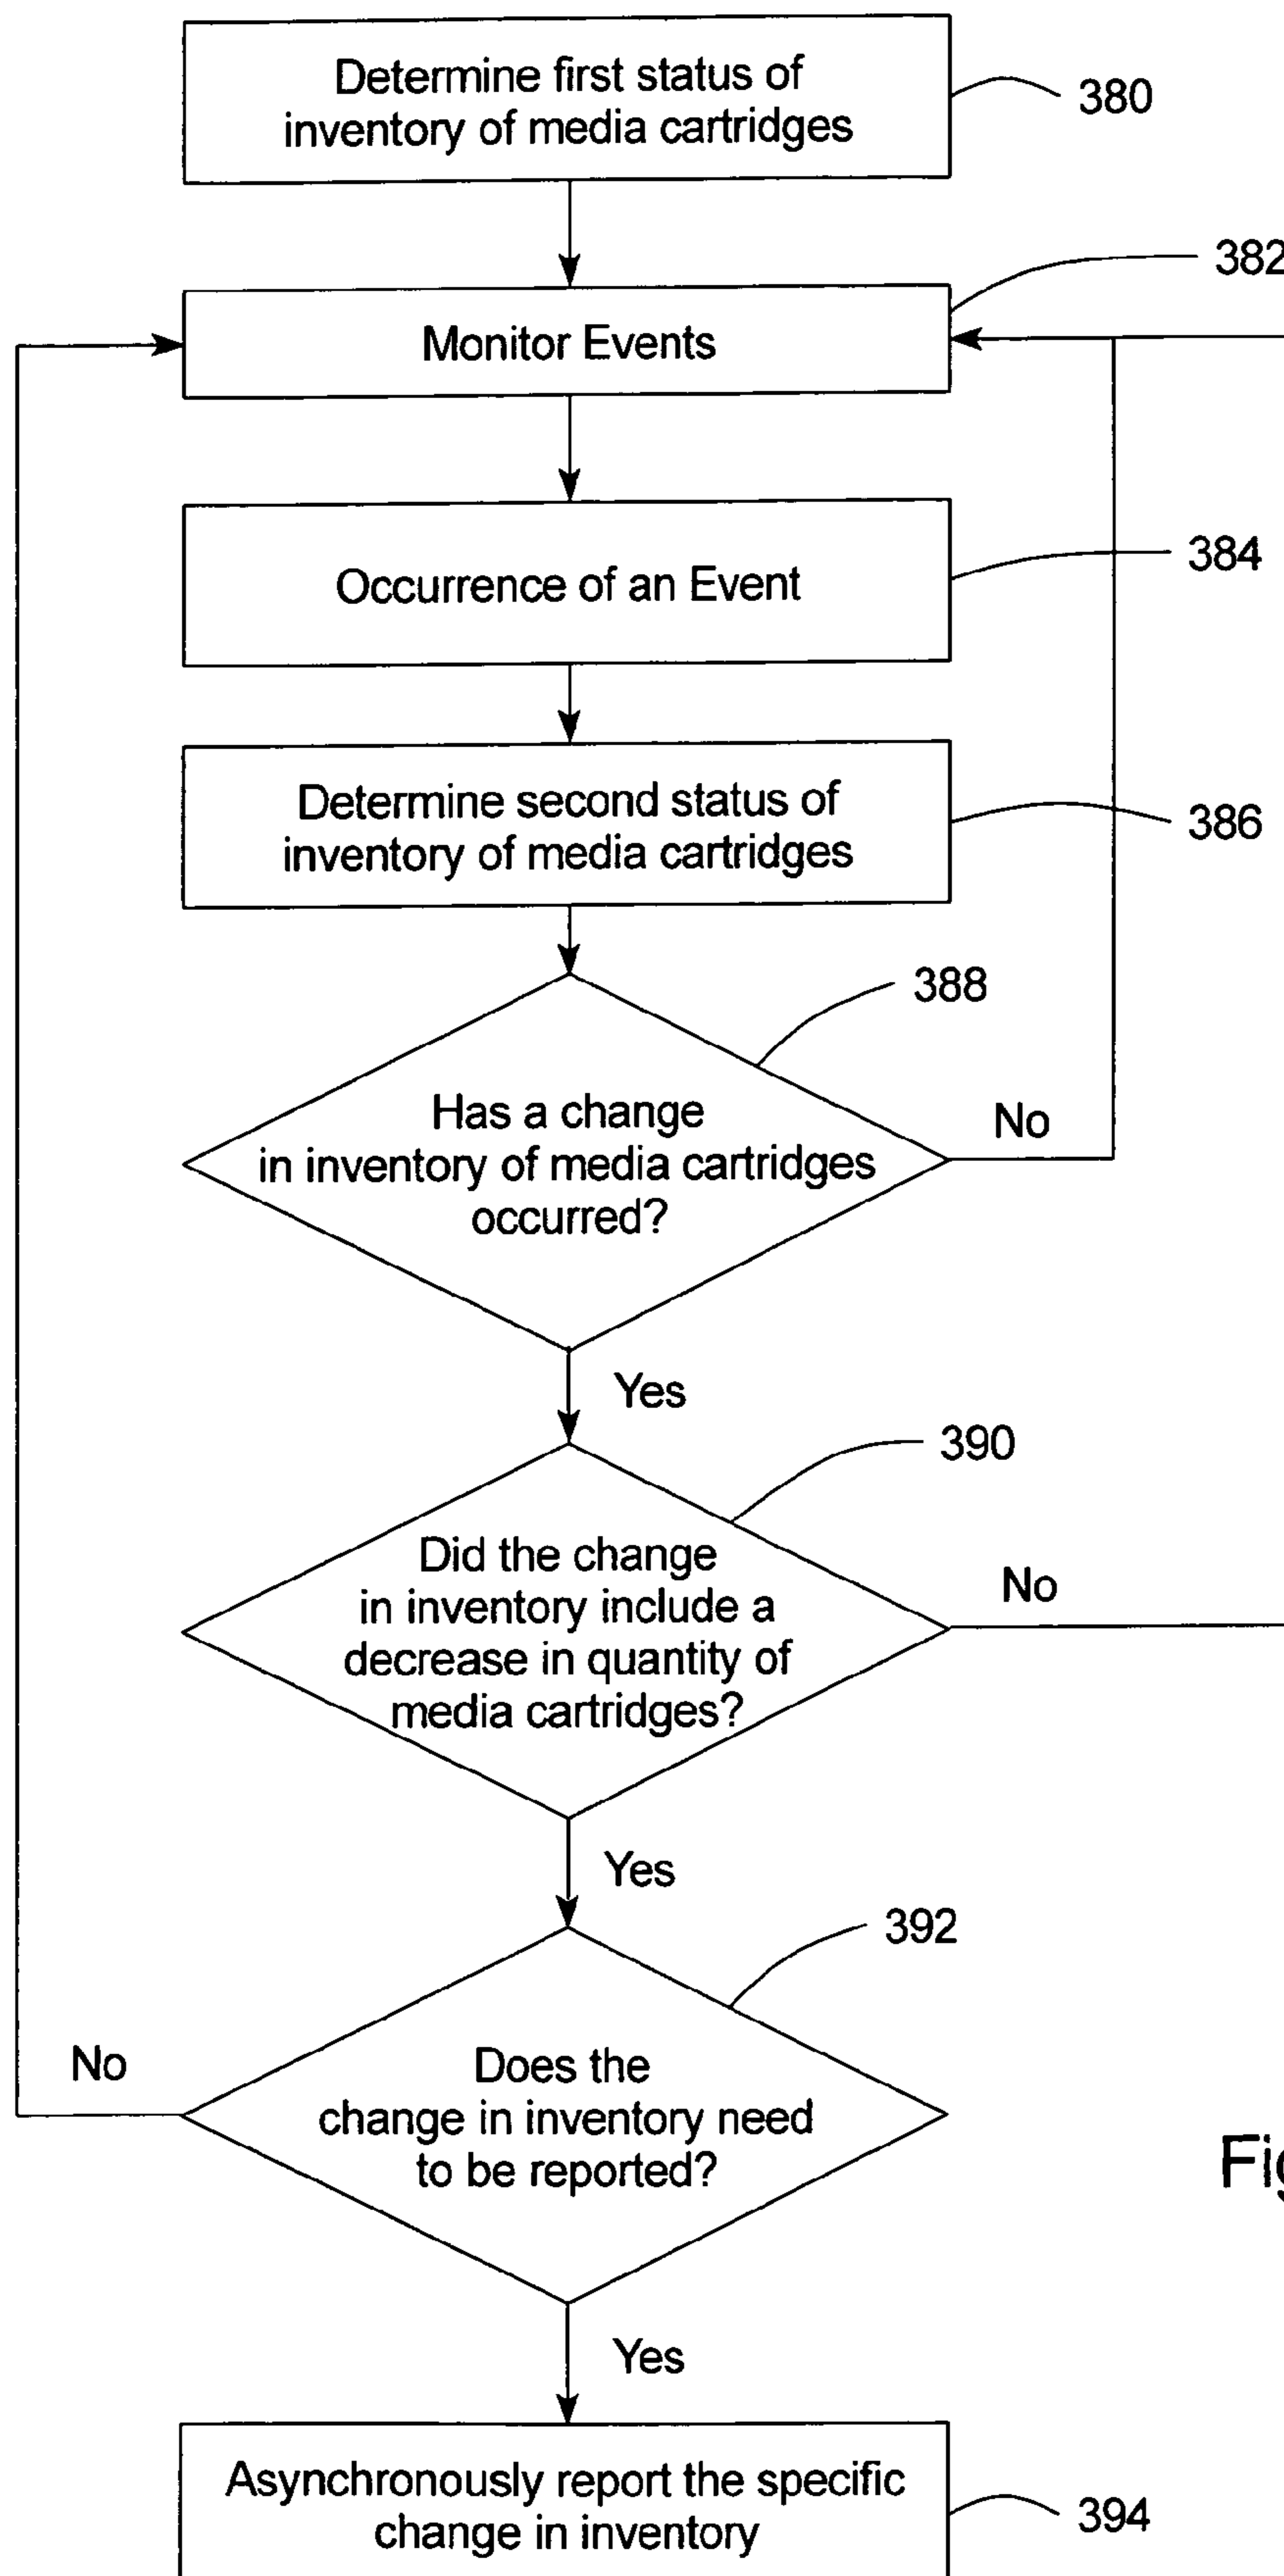 Determine first status of
inventory of media cartridges
380
382
Monitor Events
384
Occurrence of an Event
Determine second status of
inventory of media cartridges
386
388
Has a change
in inventory of media cartridges
occurred?
No
Yes
390
Did the change
in inventory include a
decrease in quantity of
media cartridges?
No
Yes
392
Does the
change in inventory need
to be reported?
No
Yes
Asynchronously report the specific
change in inventory
394